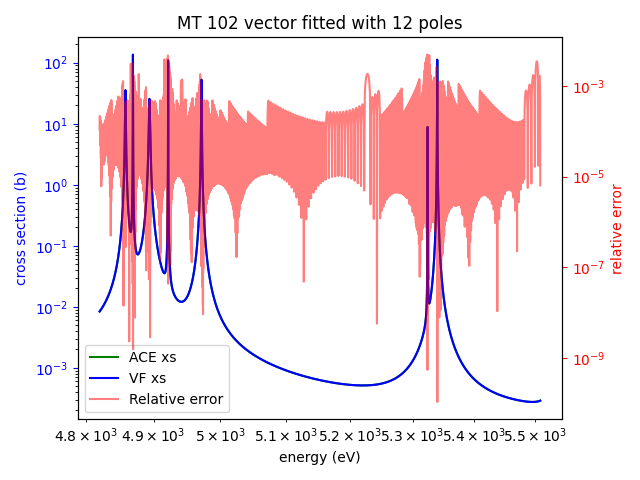 MT 102 vector fitted with 12 poles
10²
10¹
10⁰
10⁻¹
10⁻²
10⁻³
cross section (b)
10⁻³
10⁻⁵
10⁻⁷
10⁻⁹
relative error
ACE xs
VF xs
Relative error
4.8 × 10³ 4.9 × 10³ 5 × 10³ 5.1 × 10³ 5.2 × 10³ 5.3 × 10³ 5.4 × 10³ 5.5 × 10³
energy (eV)